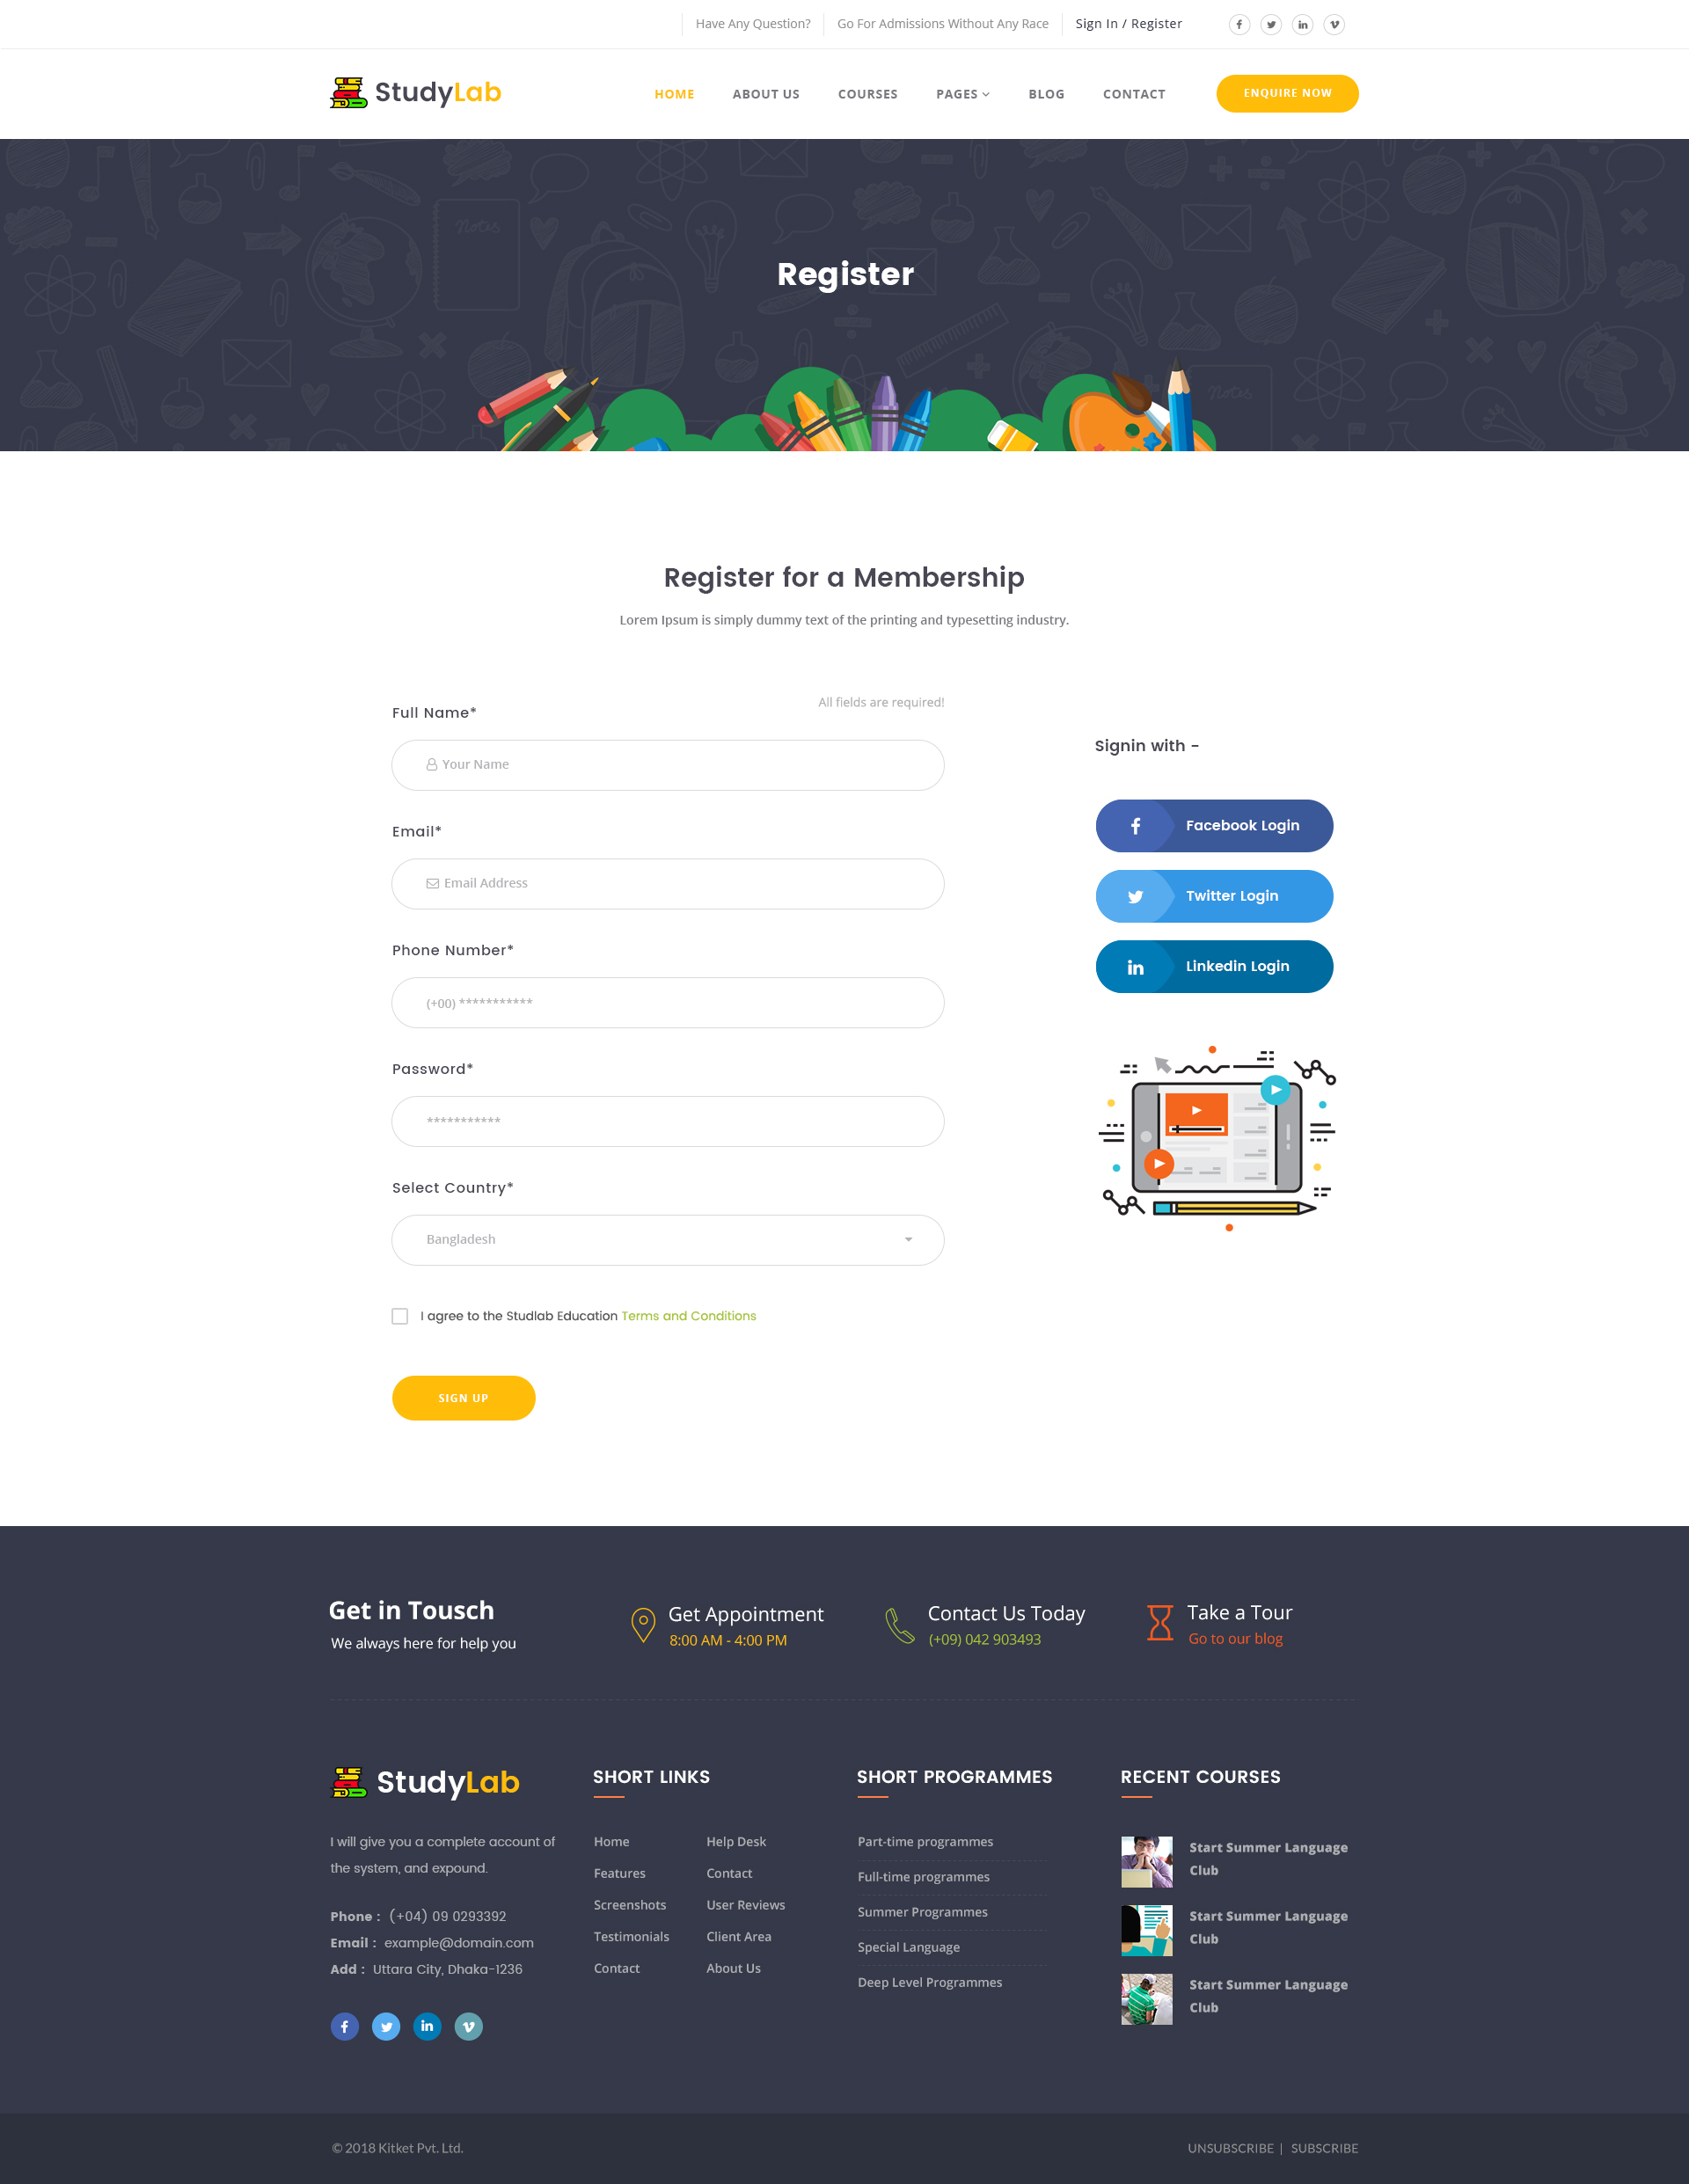 Have Any Question?
Go For Admissions Without Any Race
Sign In / Register
StudyLab
HOME
ABOUT US
COURSES
PAGES
BLOG
CONTACT
ENQUIRE NOW
Notes
Register
Notes
Register for a Membership
Lorem Ipsum is simply dummy text of the printing and typesetting industry.
All fields are required!
Full Name*
Your Name
Email*
Email Address
Phone Number*
(+00) ***********
Password*
***********
Select Country*
Bangladesh
I agree to the Studlab Education Terms and Conditions
SIGN UP
Signin with -
Facebook Login
Twitter Login
Linkedin Login
Get in Tousch
We always here for help you
Get Appointment
8:00 AM - 4:00 PM
Contact Us Today
(+09) 042 903493
Take a Tour
Go to our blog
StudyLab
I will give you a complete account of
the system, and expound.
Phone : (+04) 09 0293392
Email : example@domain.com
Add : Uttara City, Dhaka-1236
SHORT LINKS
Home
Features
Screenshots
Testimonials
Contact
Help Desk
Contact
User Reviews
Client Area
About Us
SHORT PROGRAMMES
Part-time programmes
Full-time programmes
Summer Programmes
Special Language
Deep Level Programmes
RECENT COURSES
Start Summer Language
Club
Start Summer Language
Club
Start Summer Language
Club
© 2018 Kitket Pvt. Ltd.
UNSUBSCRIBE | SUBSCRIBE